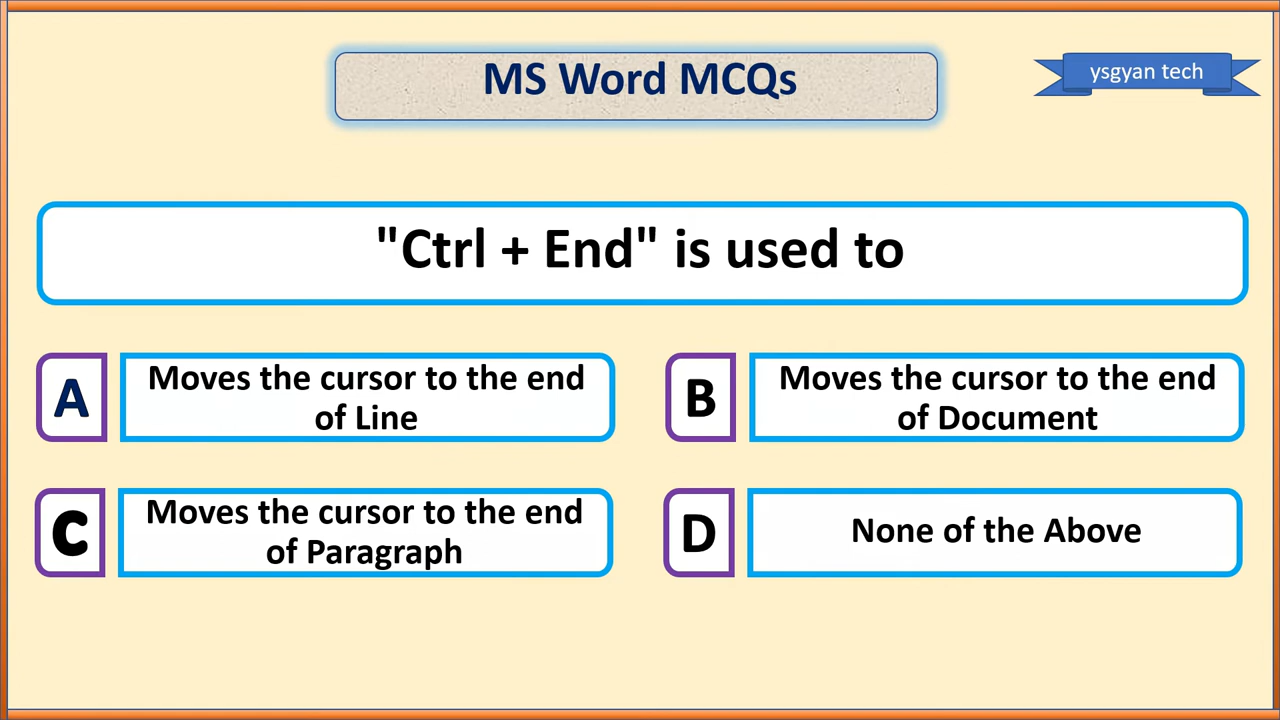 MS Word MCQs
ysgyan tech
"Ctrl + End" is used to
A
Moves the cursor to the end
of Line
B
Moves the cursor to the end
of Document
C
Moves the cursor to the end
of Paragraph
D
None of the Above